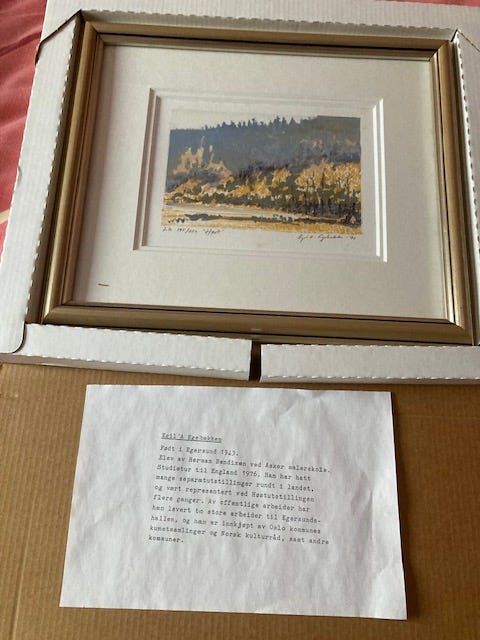 Egil A Egebakken
Født i Egersund 1943.
Elev av Herman Bendixen ved Asker malerskole.
Studietur til England 1976. Han har hatt
mange separatutstillinger rundt i landet,
og vært representert ved Høstutstillingen
flere ganger. Av offentlige arbeider har
han levert to store arbeider til Egersunds-
hallen, og han er innkjøpt av Oslo kommunes
kunstsamlinger og Norsk kulturråd, samt andre
komauner.